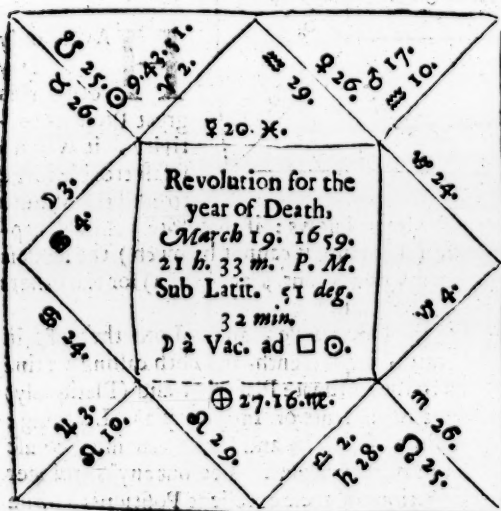 ☋ 25.
♉ 26.
☉ 9.43.51.
♈ 2.
♒ 29.
♀ 26.
♂ 17.
♒ 10.
☿ 20. ♓.
☽ 3.
♋ 4.
♑ 24.
Revolution for the
year of Death,
March 19. 1659.
21 h. 33 m. P. M.
Sub Latit. 51 deg.
32 min.
☽ à Vac. ad □ ☉.
♑ 4.
♋ 24.
⊕ 27.16.♍.
♃ 3.
♌ 10.
♌ 29.
♎ 2.
♄ 28.
♏ 26.
☊ 25.